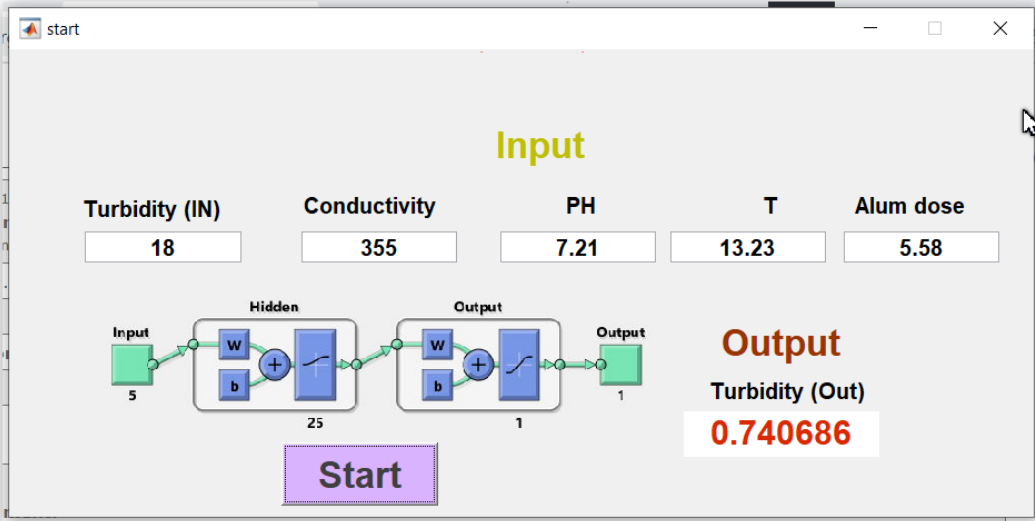 start
Input
Turbidity (IN) Conductivity PH T Alum dose
18 355 7.21 13.23 5.58
Hidden Output
Input Output
W W
b b
5 1
25 1
Output
Turbidity (Out)
0.740686
Start